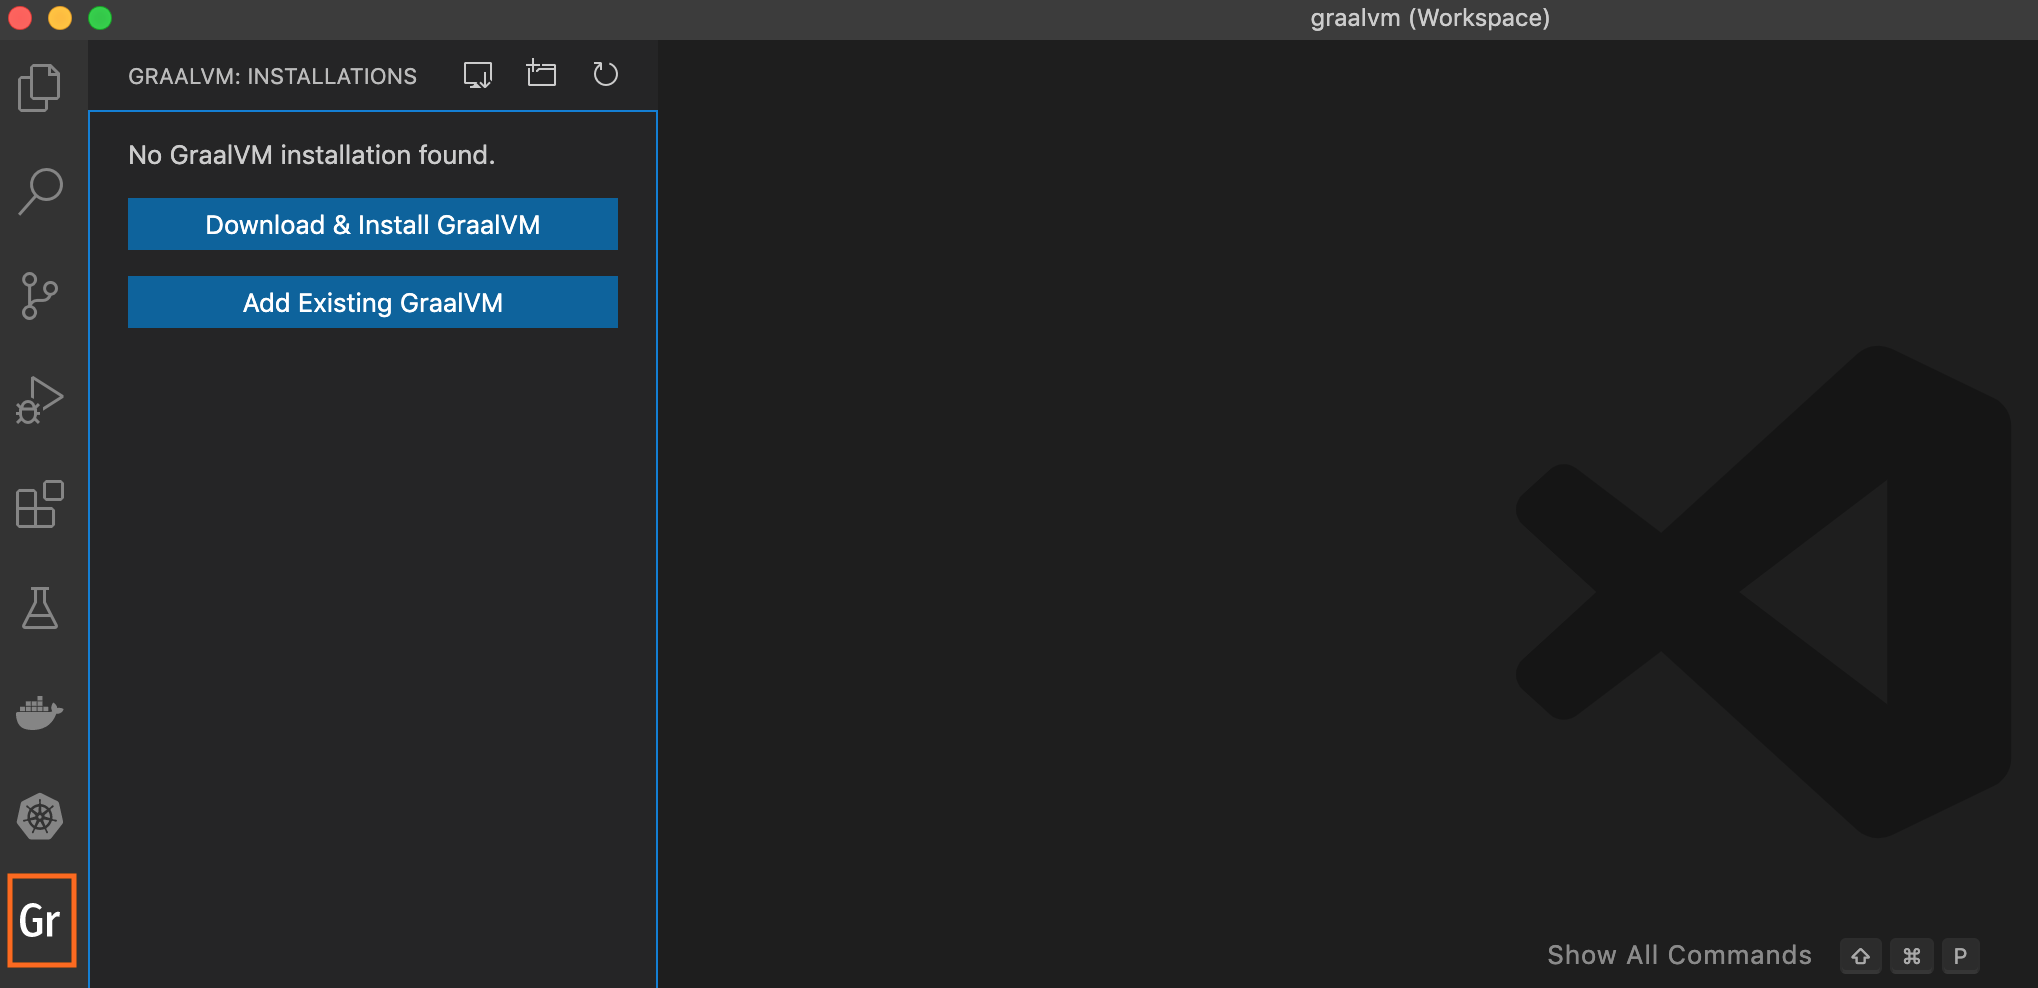 graalvm (Workspace)
GRAALVM: INSTALLATIONS
No GraalVM installation found.
Download & Install GraalVM
Add Existing GraalVM
Gr
Show All Commands ⇧ ⌘ P